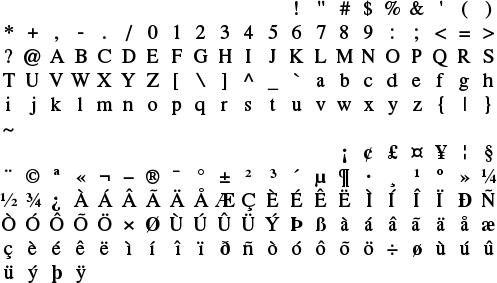 ! " # $ % & ' ( )
* + , - . / 0 1 2 3 4 5 6 7 8 9 : ; < = >
? @ A B C D E F G H I J K L M N O P Q R S
T U V W X Y Z [ \ ] ^ _ ` a b c d e f g h
i j k l m n o p q r s t u v w x y z { | }
~
¡ ¢ £ ¤ ¥ ¦ §
¨ © ª « ¬ – ® ¯ ° ± ² ³ ´ µ ¶ · ¸ ¹ º » ¼
½ ¾ ¿ À Á Â Ã Ä Å Æ Ç È É Ê Ë Ì Í Î Ï Ð Ñ
Ò Ó Ô Õ Ö × Ø Ù Ú Û Ü Ý Þ ß à á â ã ä å æ
ç è é ê ë ì í î ï ð ñ ò ó ô õ ö ÷ ø ù ú û
ü ý þ ÿ